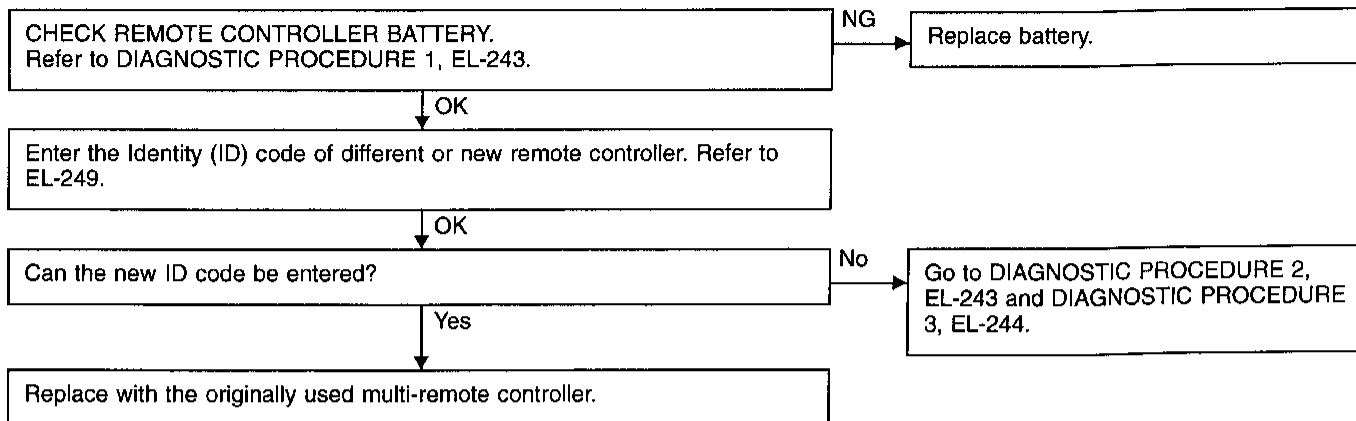 CHECK REMOTE CONTROLLER BATTERY.
Refer to DIAGNOSTIC PROCEDURE 1, EL-243.
NG
Replace battery.
OK
Enter the Identity (ID) code of different or new remote controller. Refer to
EL-249.
OK
Can the new ID code be entered?
No
Go to DIAGNOSTIC PROCEDURE 2,
EL-243 and DIAGNOSTIC PROCEDURE
3, EL-244.
Yes
Replace with the originally used multi-remote controller.